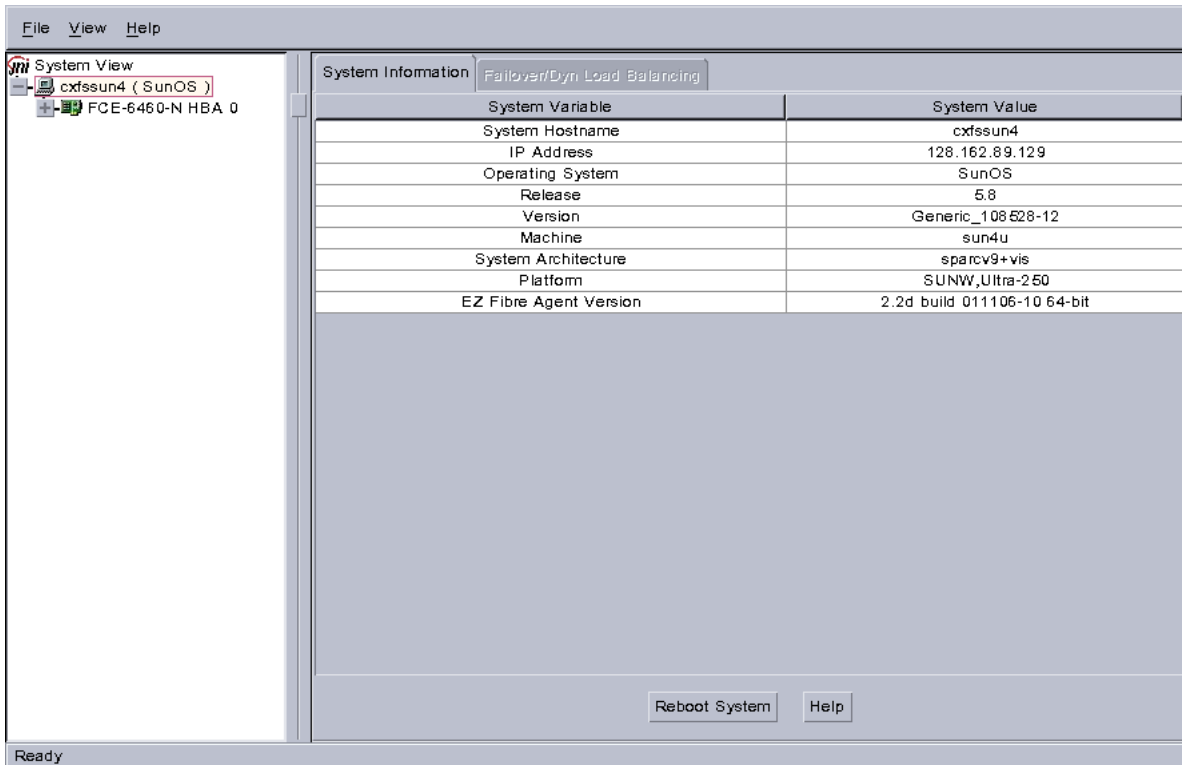 File View Help
jni System View
cxfssun4 ( SunOS )
FCE-6460-N HBA 0
System Information Failover/Dyn Load Balancing
System Variable System Value
System Hostname cxfssun4
IP Address 128.162.89.129
Operating System SunOS
Release 5.8
Version Generic_108528-12
Machine sun4u
System Architecture sparcv9+vis
Platform SUNW,Ultra-250
EZ Fibre Agent Version 2.2d build 011106-10 64-bit
Reboot System Help
Ready